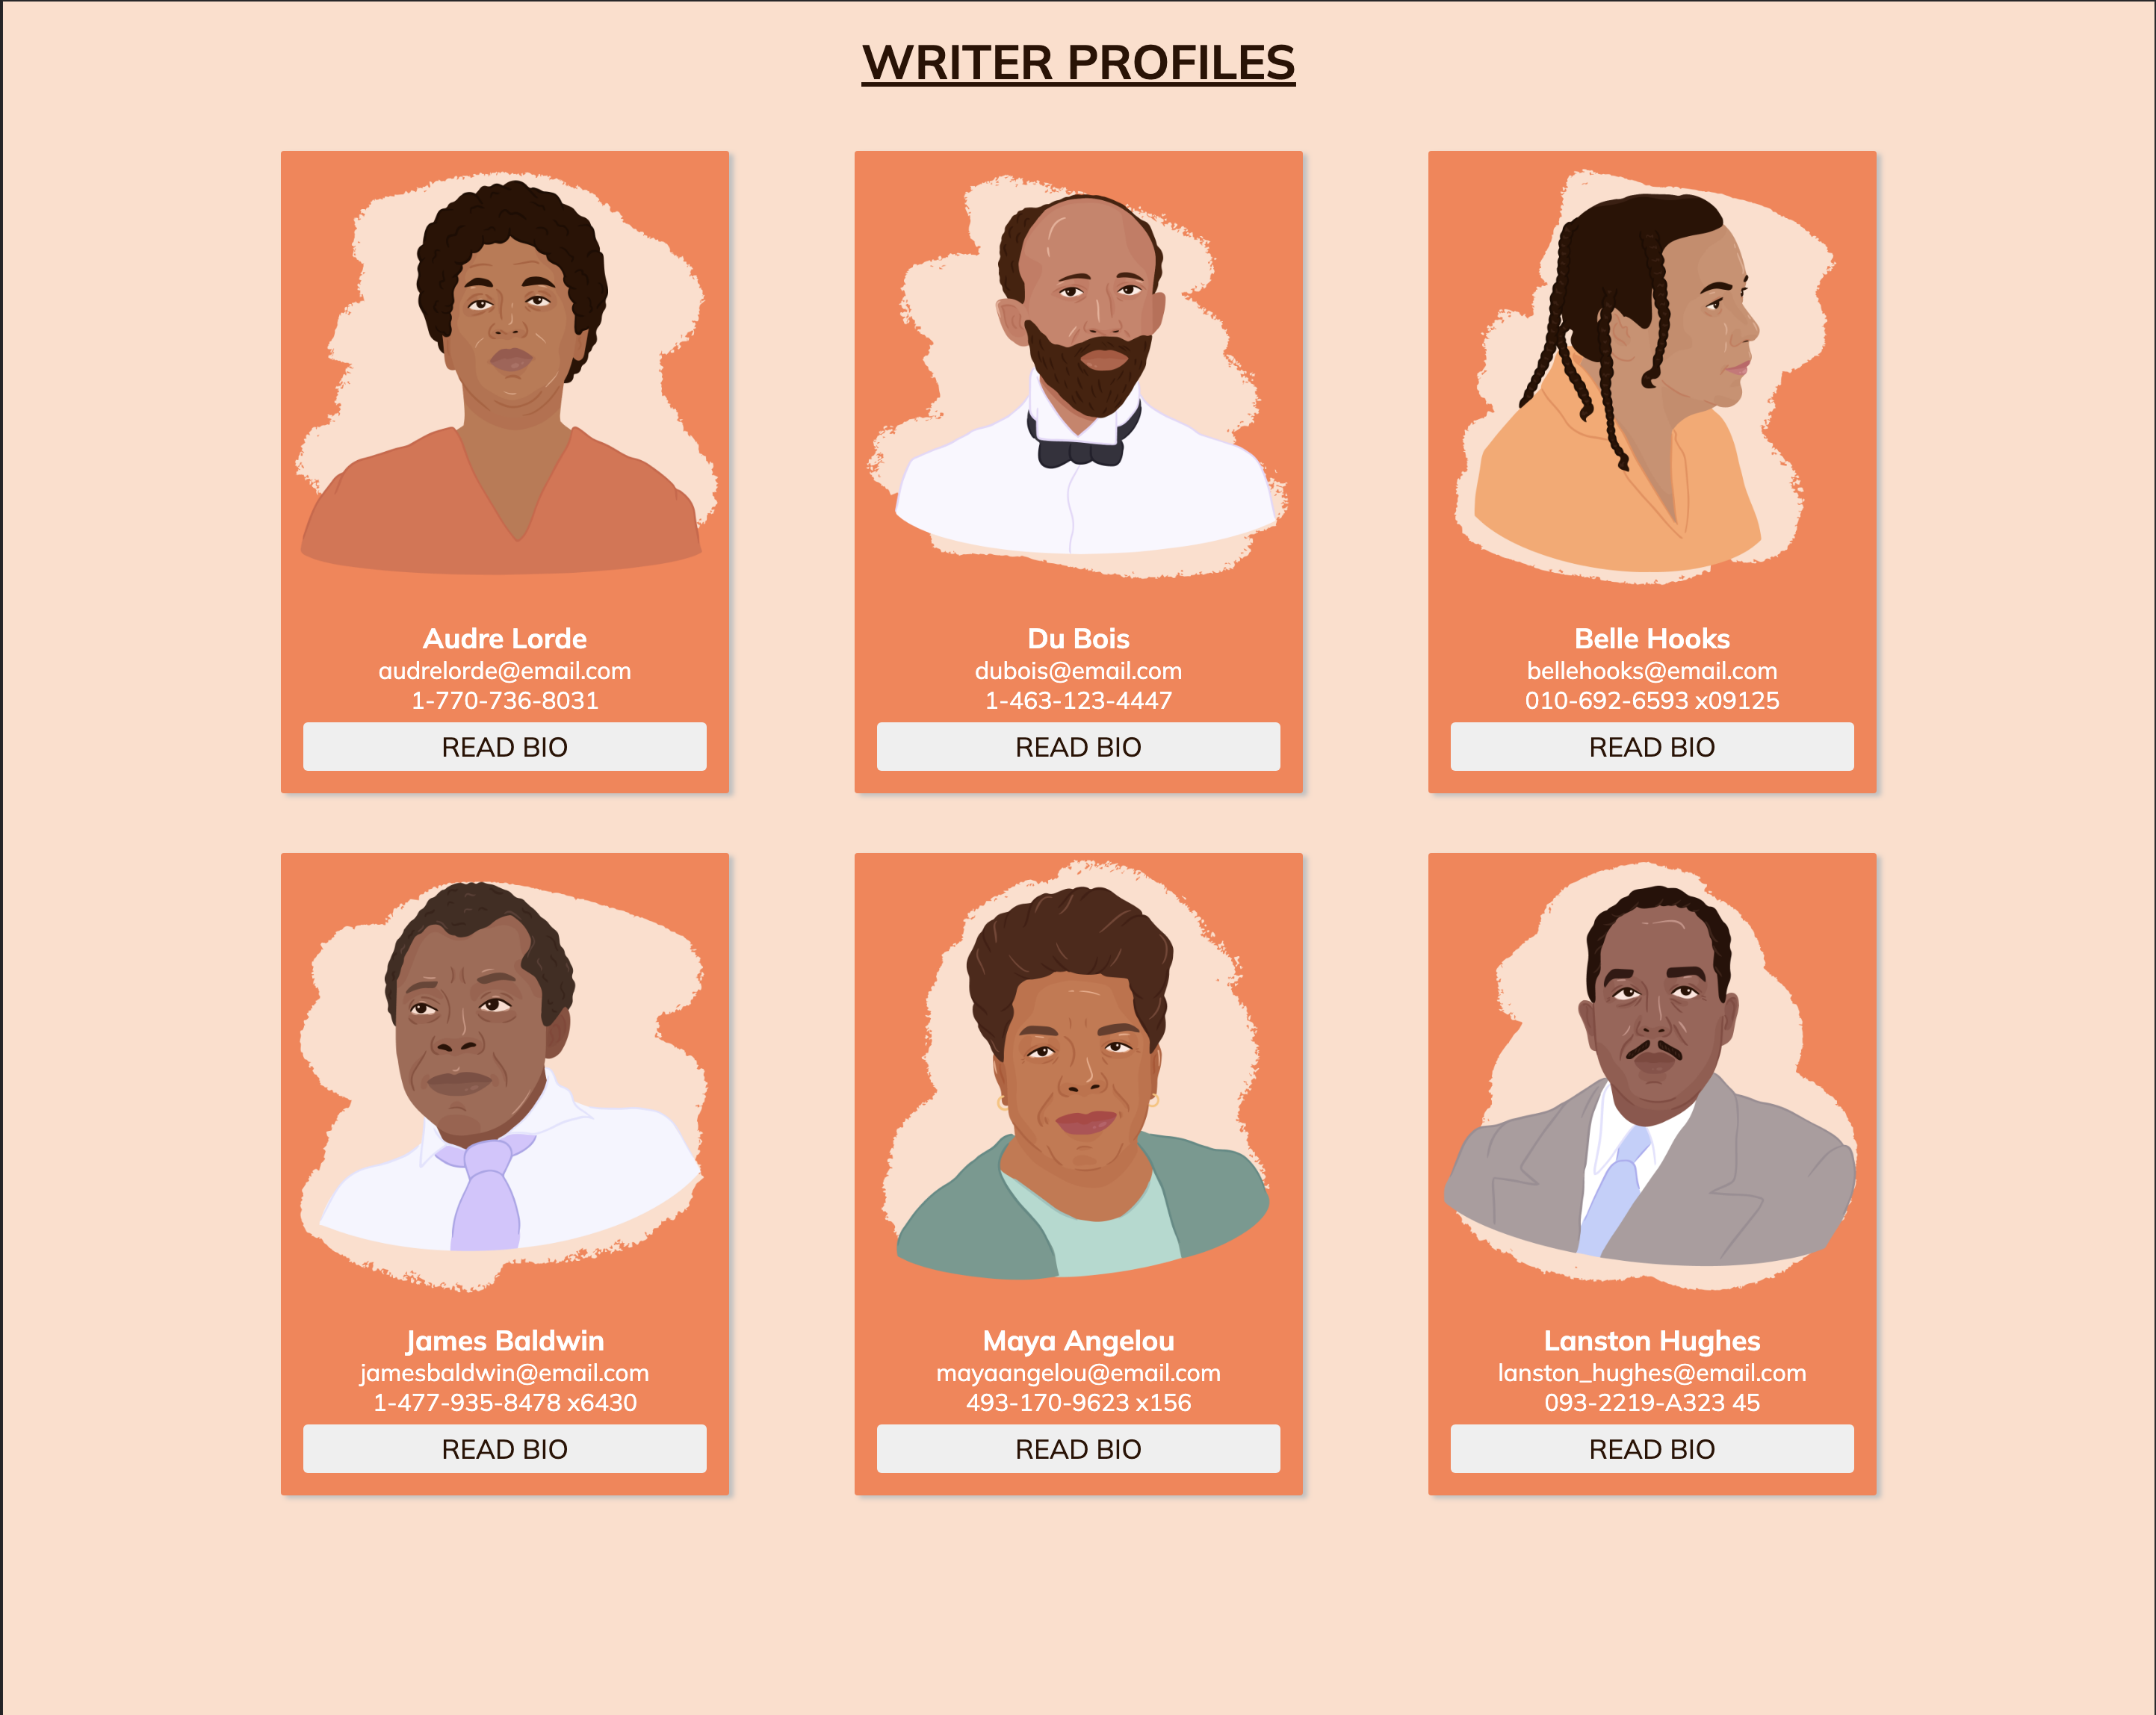 WRITER PROFILES
Audre Lorde
audrelorde@email.com
1-770-736-8031
READ BIO
Du Bois
dubois@email.com
1-463-123-4447
READ BIO
Belle Hooks
bellehooks@email.com
010-692-6593 x09125
READ BIO
James Baldwin
jamesbaldwin@email.com
1-477-935-8478 x6430
READ BIO
Maya Angelou
mayaangelou@email.com
493-170-9623 x156
READ BIO
Lanston Hughes
lanston_hughes@email.com
093-2219-A323 45
READ BIO